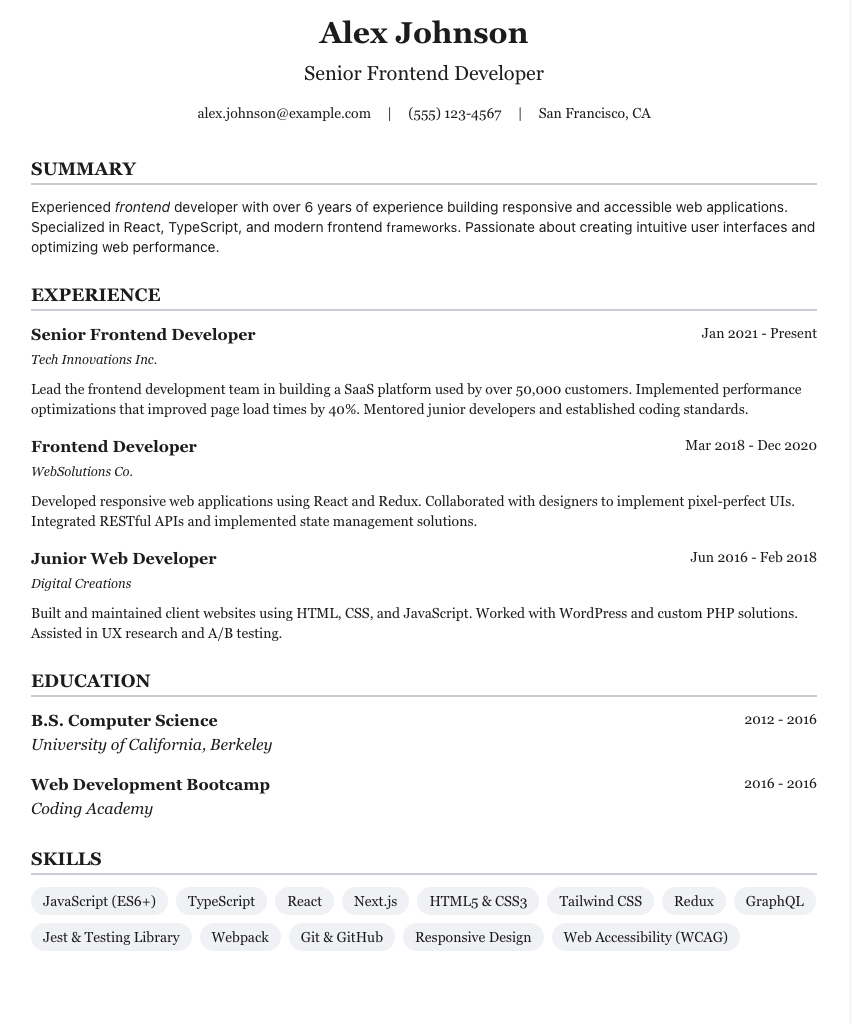 Alex Johnson
Senior Frontend Developer
alex.johnson@example.com | (555) 123-4567 | San Francisco, CA
SUMMARY
Experienced frontend developer with over 6 years of experience building responsive and accessible web applications.
Specialized in React, TypeScript, and modern frontend frameworks. Passionate about creating intuitive user interfaces and
optimizing web performance.
EXPERIENCE
Senior Frontend Developer Jan 2021 - Present
Tech Innovations Inc.
Lead the frontend development team in building a SaaS platform used by over 50,000 customers. Implemented performance
optimizations that improved page load times by 40%. Mentored junior developers and established coding standards.
Frontend Developer Mar 2018 - Dec 2020
WebSolutions Co.
Developed responsive web applications using React and Redux. Collaborated with designers to implement pixel-perfect UIs.
Integrated RESTful APIs and implemented state management solutions.
Junior Web Developer Jun 2016 - Feb 2018
Digital Creations
Built and maintained client websites using HTML, CSS, and JavaScript. Worked with WordPress and custom PHP solutions.
Assisted in UX research and A/B testing.
EDUCATION
B.S. Computer Science 2012 - 2016
University of California, Berkeley
Web Development Bootcamp 2016 - 2016
Coding Academy
SKILLS
JavaScript (ES6+) TypeScript React Next.js HTML5 & CSS3 Tailwind CSS Redux GraphQL
Jest & Testing Library Webpack Git & GitHub Responsive Design Web Accessibility (WCAG)